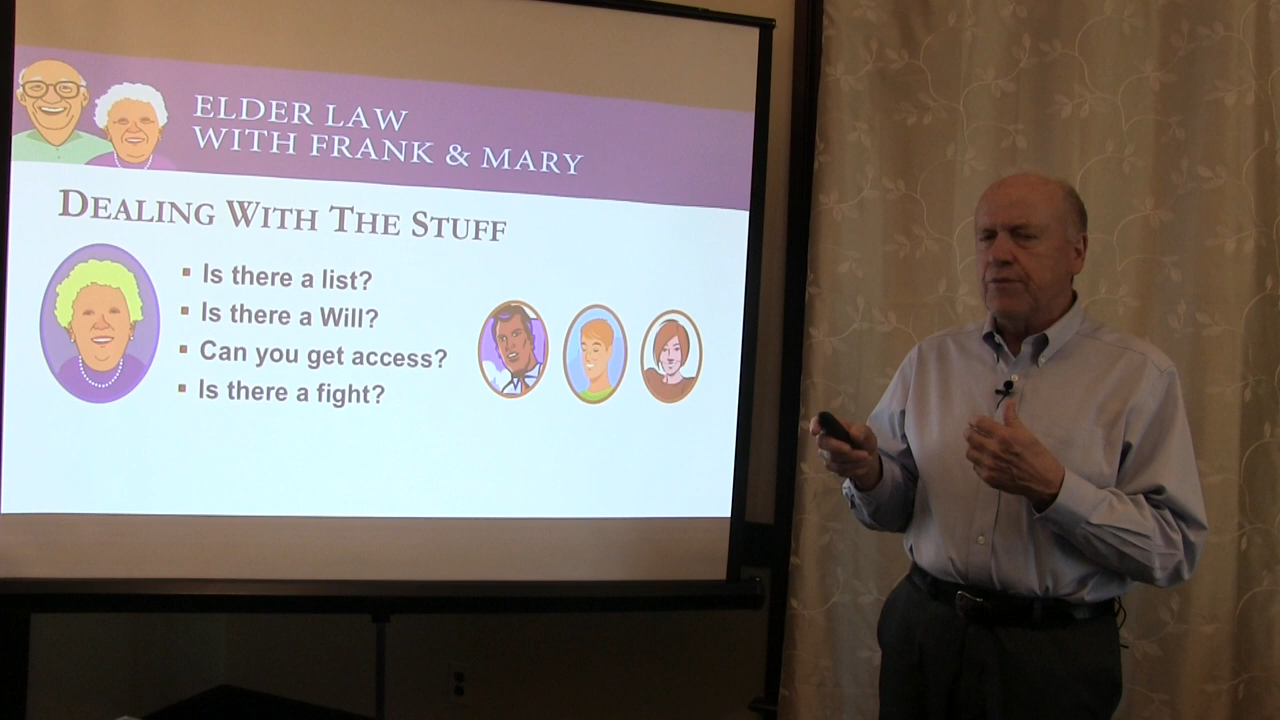 ELDER LAW
WITH FRANK & MARY
DEALING WITH THE STUFF
▪ Is there a list?
▪ Is there a Will?
▪ Can you get access?
▪ Is there a fight?